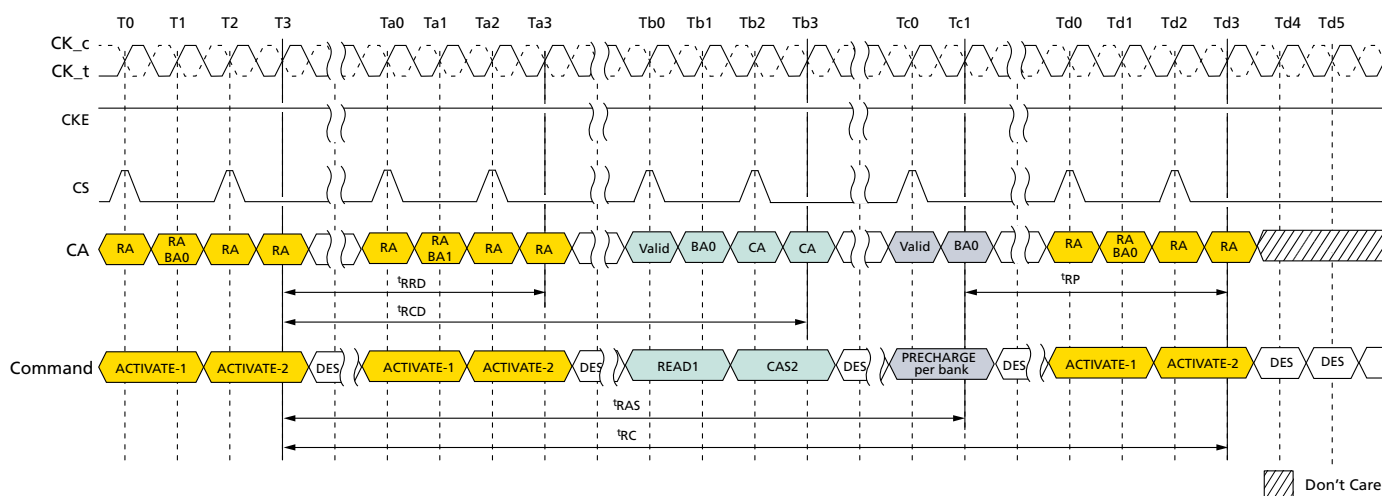 T0 T1 T2 T3 Ta0 Ta1 Ta2 Ta3 Tb0 Tb1 Tb2 Tb3 Tc0 Tc1 Td0 Td1 Td2 Td3 Td4 Td5
CK_c
CK_t
CKE
CS
CA RA RA BA0 RA RA RA RA BA1 RA RA Valid BA0 CA CA Valid BA0 RA RA BA0 RA RA
tRRD tRP
tRCD
Command ACTIVATE-1 ACTIVATE-2 DES ACTIVATE-1 ACTIVATE-2 DES READ1 CAS2 DES PRECHARGE per bank DES ACTIVATE-1 ACTIVATE-2 DES DES
tRAS
tRC
Don't Care